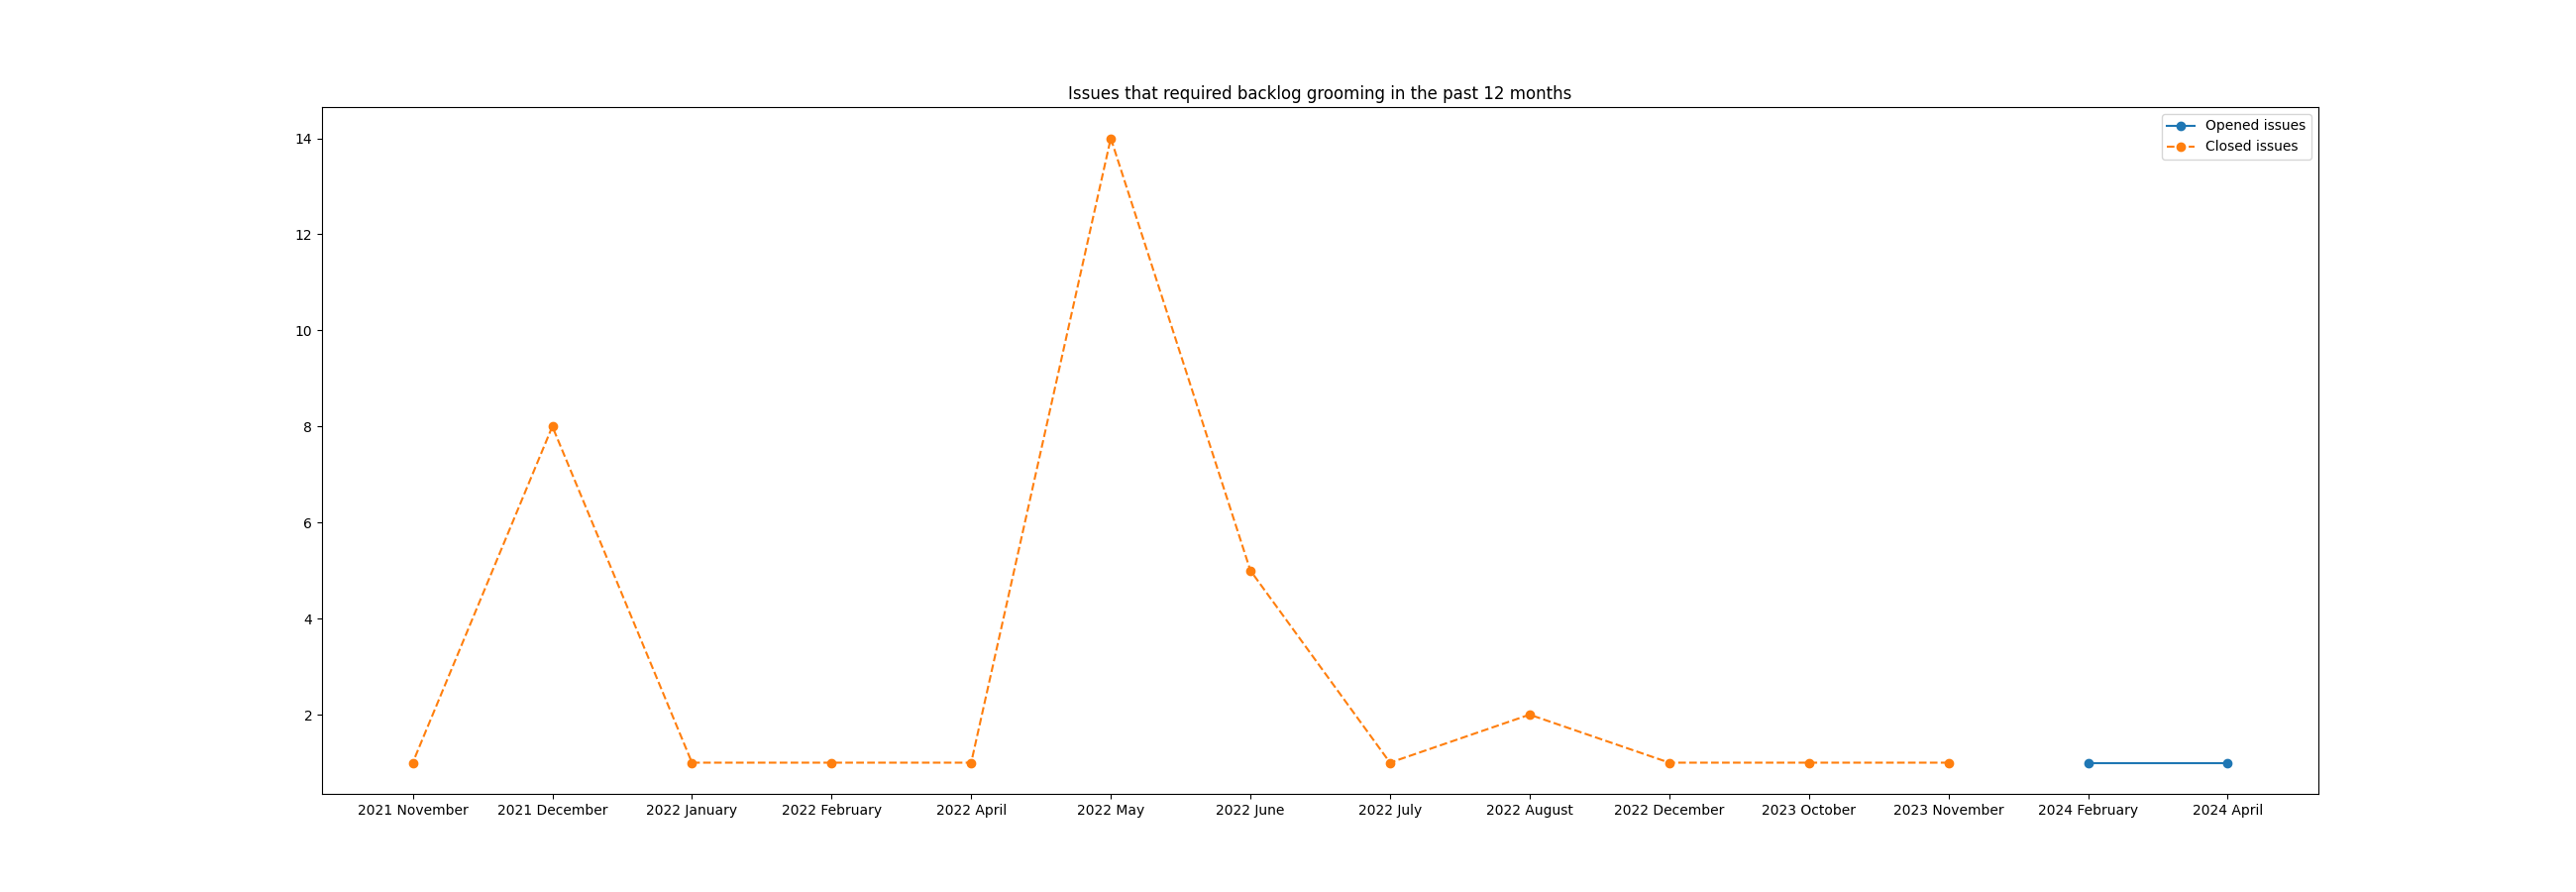 Issues that required backlog grooming in the past 12 months
Opened issues
Closed issues
14
12
10
8
6
4
2
2021 November 2021 December 2022 January 2022 February 2022 April 2022 May 2022 June 2022 July 2022 August 2022 December 2023 October 2023 November 2024 February 2024 April